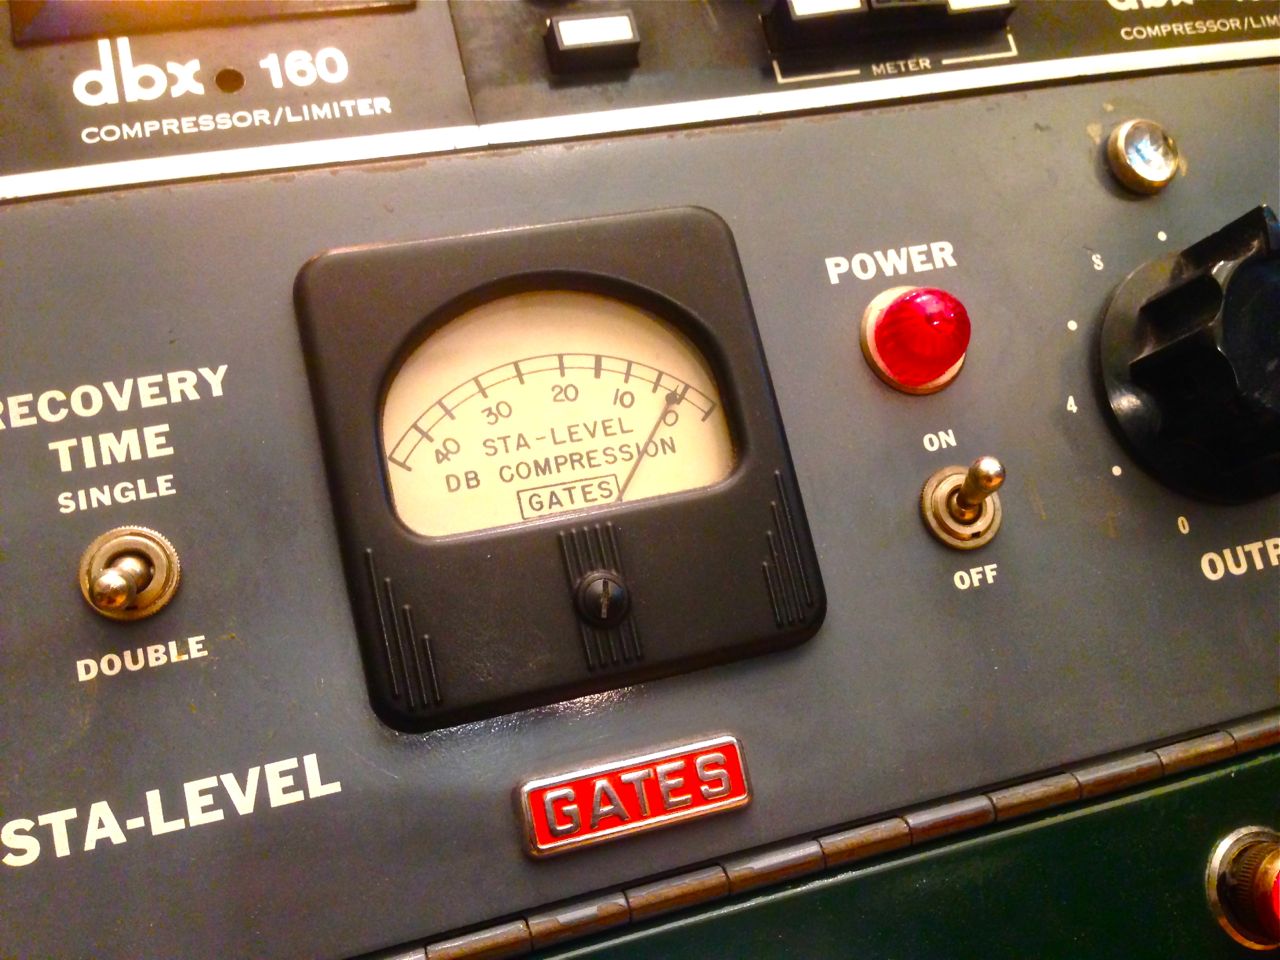 dbx 160
COMPRESSOR/LIMITER
METER
dbx
COMPRESSOR/LIM
RECOVERY
TIME
SINGLE
DOUBLE
STA-LEVEL
40 30 20 10 0
STA-LEVEL
DB COMPRESSION
GATES
GATES
POWER
ON
OFF
S
4
0
OUTP